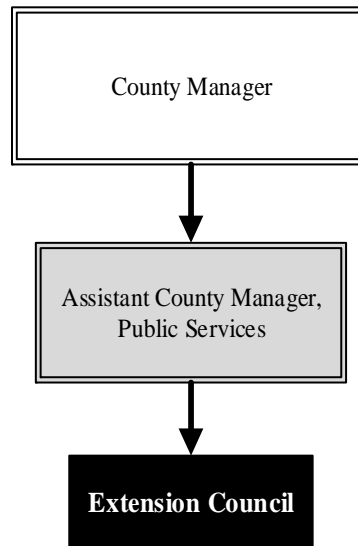 County Manager
Assistant County Manager,
Public Services
Extension Council